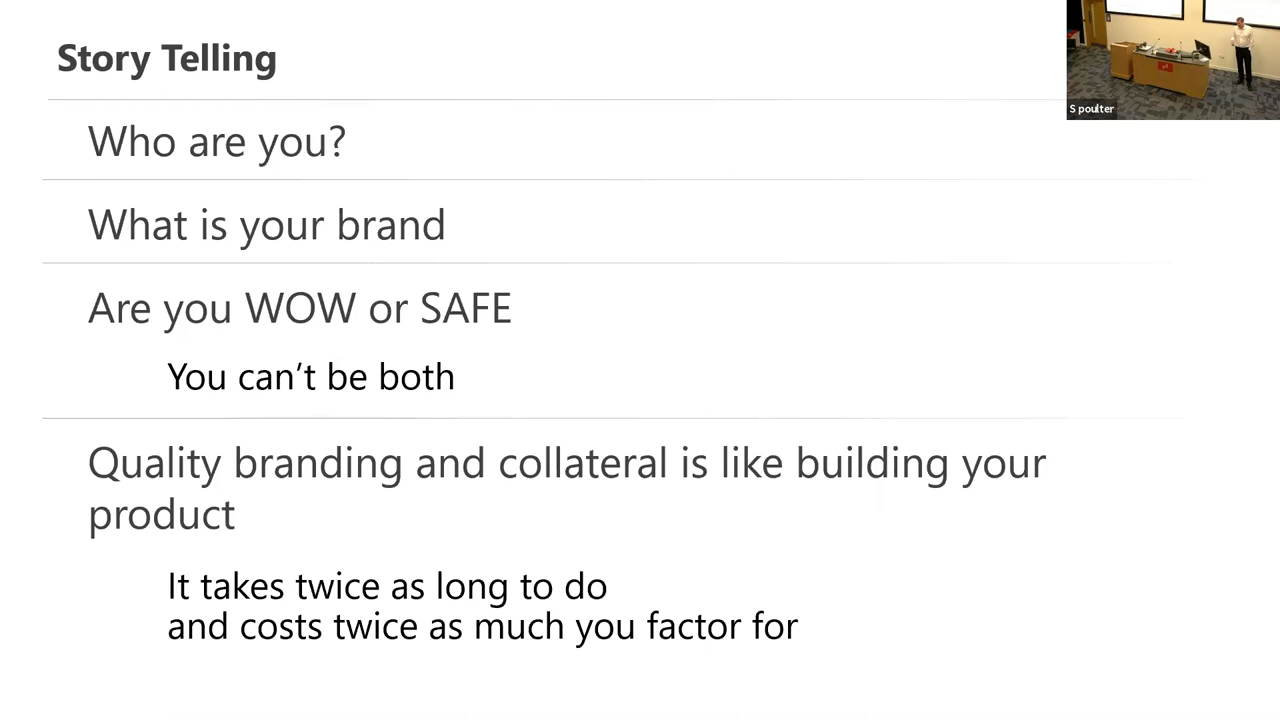 Story Telling
S poulter
Who are you?
What is your brand
Are you WOW or SAFE
You can't be both
Quality branding and collateral is like building your
product
It takes twice as long to do
and costs twice as much you factor for